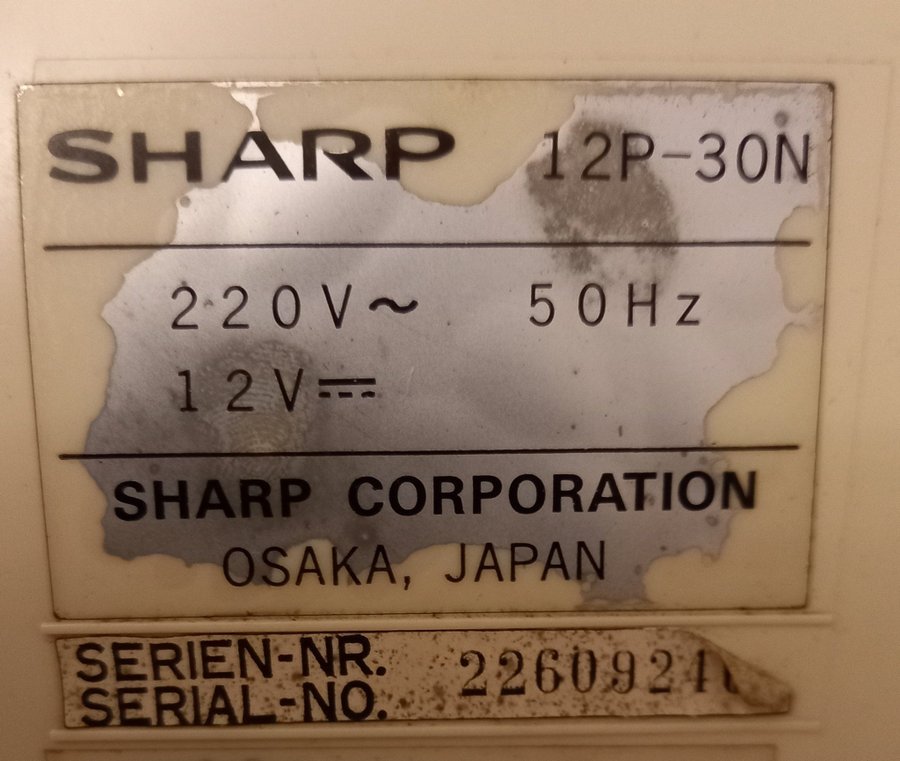 SHARP 12P-30N
220V~ 50Hz
12V⎓
SHARP CORPORATION
OSAKA, JAPAN
SERIEN-NR.
SERIAL-NO.